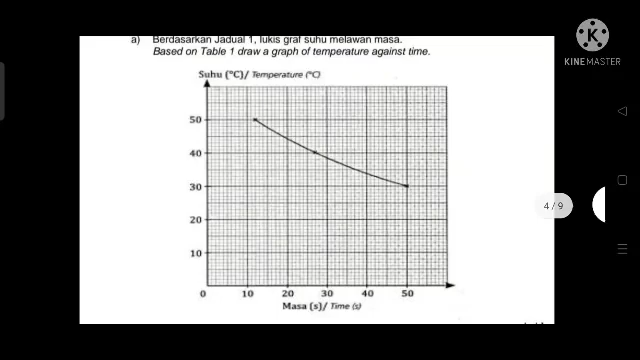 a) Berdasarkan Jadual 1, lukis graf suhu melawan masa.
Based on Table 1 draw a graph of temperature against time.
Suhu (°C)/ Temperature (°C)
50
40
30
20
10
0 10 20 30 40 50
Masa (s)/ Time (s)
4/9
K
KINEMASTER